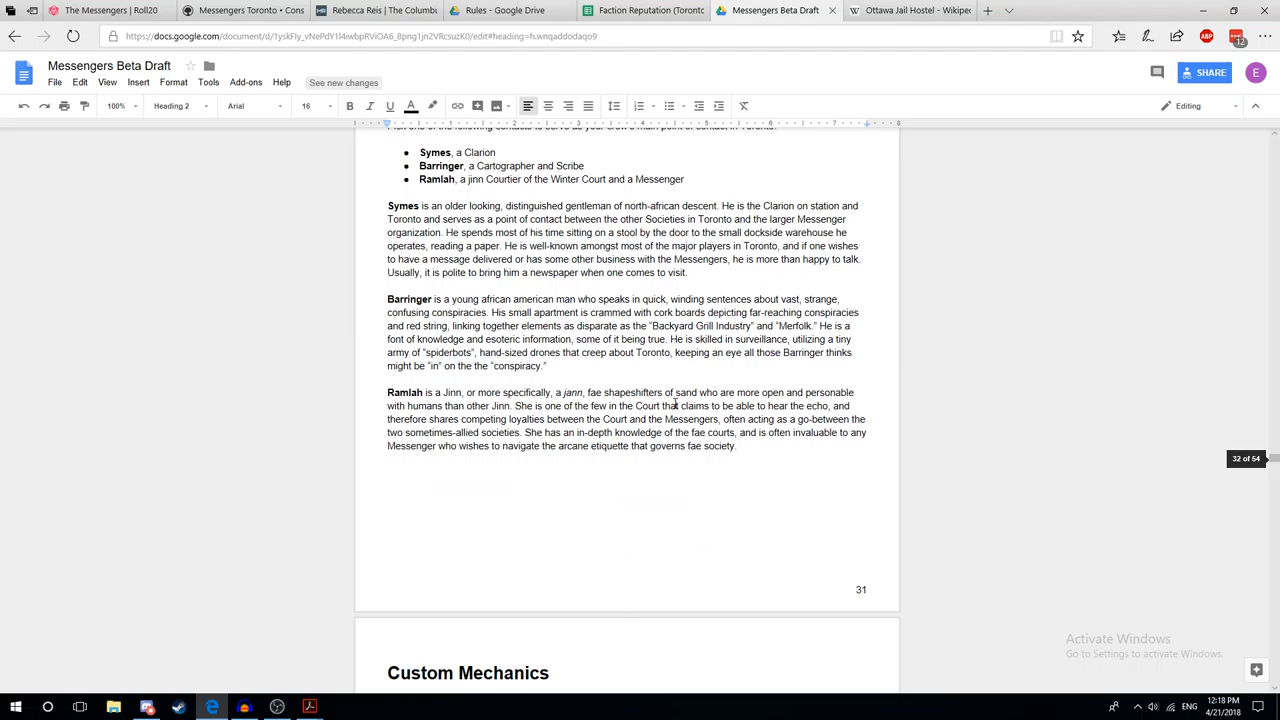 The Messengers | Roll20
Messengers Toronto • Cons
Rebecca Reis | The Columb
Rules - Google Drive
Faction Reputation (Toronto
Messengers Beta Draft
Ottawa Jail Hostel - Wikipe
Messengers Beta Draft
File Edit View Insert Format Tools Add-ons Help See new changes
SHARE
E
ABP
12
100% Heading 2 Arial 16 Editing
Symes, a Clarion
Barringer, a Cartographer and Scribe
Ramlah, a jinn Courtier of the Winter Court and a Messenger
Symes is an older looking, distinguished gentleman of north-african descent. He is the Clarion on station and
Toronto and serves as a point of contact between the other Societies in Toronto and the larger Messenger
organization. He spends most of his time sitting on a stool by the door to the small dockside warehouse he
operates, reading a paper. He is well-known amongst most of the major players in Toronto, and if one wishes
to have a message delivered or has some other business with the Messengers, he is more than happy to talk.
Usually, it is polite to bring him a newspaper when one comes to visit.
Barringer is a young african american man who speaks in quick, winding sentences about vast, strange,
confusing conspiracies. His small apartment is crammed with cork boards depicting far-reaching conspiracies
and red string, linking together elements as disparate as the "Backyard Grill Industry" and "Merfolk." He is a
font of knowledge and esoteric information, some of it being true. He is skilled in surveillance, utilizing a tiny
army of "spiderbots", hand-sized drones that creep about Toronto, keeping an eye all those Barringer thinks
might be "in" on the the "conspiracy."
Ramlah is a Jinn, or more specifically, a jann, fae shapeshifters of sand who are more open and personable
with humans than other Jinn. She is one of the few in the Court that claims to be able to hear the echo, and
therefore shares competing loyalties between the Court and the Messengers, often acting as a go-between the
two sometimes-allied societies. She has an in-depth knowledge of the fae courts, and is often invaluable to any
Messenger who wishes to navigate the arcane etiquette that governs fae society.
32 of 54
31
Custom Mechanics
Activate Windows
Go to Settings to activate Windows.
ENG
12:18 PM
4/21/2018